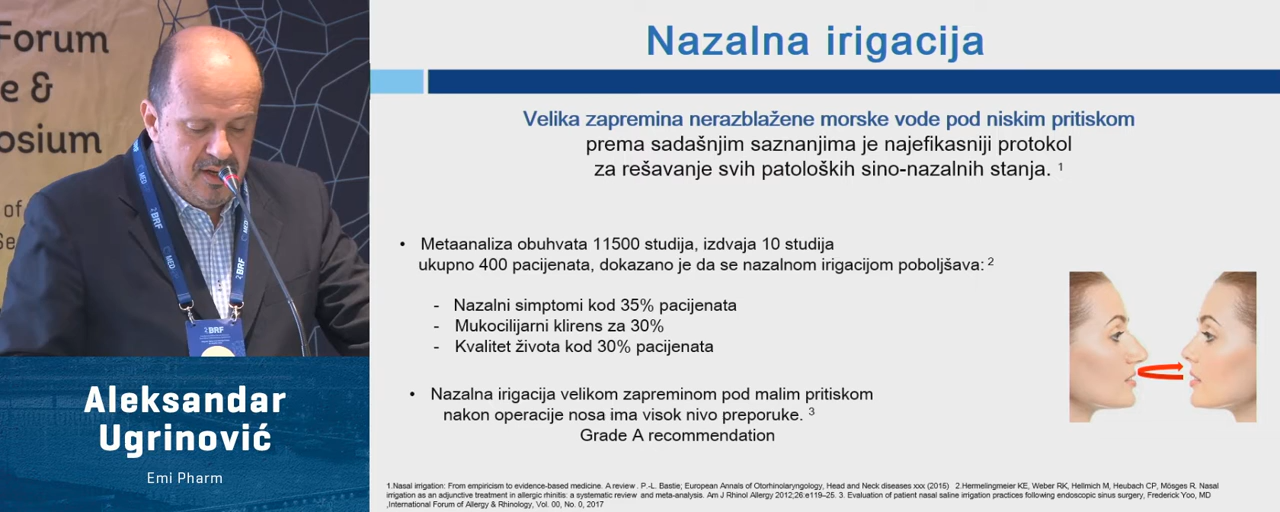 Forum
e &
osium
of
Se
MED
BRF
MED
BRF
MED
BRF
Aleksandar
Ugrinović
Emi Pharm
Nazalna irigacija
Velika zapremina nerazblažene morske vode pod niskim pritiskom
prema sadašnjim saznanjima je najefikasniji protokol
za rešavanje svih patoloških sino-nazalnih stanja. 1
• Metaanaliza obuhvata 11500 studija, izdvaja 10 studija
ukupno 400 pacijenata, dokazano je da se nazalnom irigacijom poboljšava: 2
- Nazalni simptomi kod 35% pacijenata
- Mukocilijarni klirens za 30%
- Kvalitet života kod 30% pacijenata
• Nazalna irigacija velikom zapreminom pod malim pritiskom
nakon operacije nosa ima visok nivo preporuke. 3
Grade A recommendation
1.Nasal irrigation: From empiricism to evidence-based medicine. A review . P.-L. Bastie; European Annals of Otorhinolaryngology, Head and Neck diseases xxx (2015) 2.Hermelingmeier KE, Weber RK, Hellmich M, Heubach CP, Mösges R. Nasal
irrigation as an adjunctive treatment in allergic rhinitis: a systematic review and meta-analysis. Am J Rhinol Allergy 2012;26:e119–25. 3. Evaluation of patient nasal saline irrigation practices following endoscopic sinus surgery, Frederick Yoo, MD
,International Forum of Allergy & Rhinology, Vol. 00, No. 0, 2017